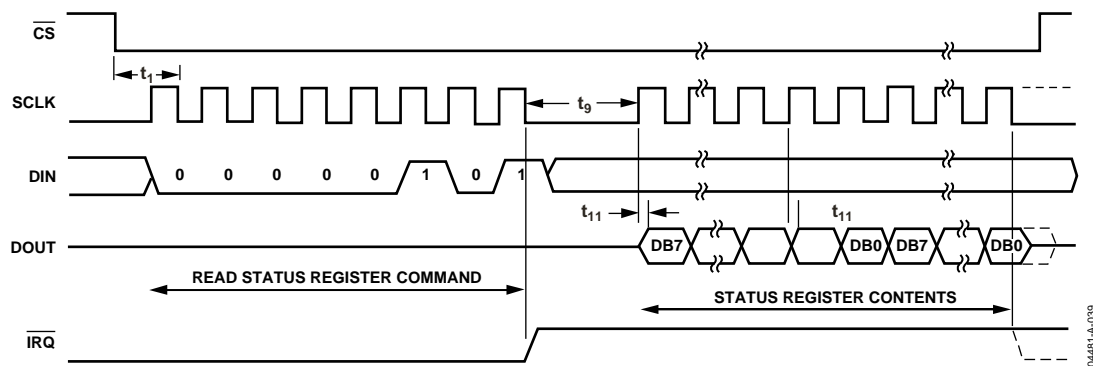 CS
t1
SCLK
t9
DIN
0 0 0 0 0 1 0 1
t11
t11
DOUT
DB7 DB0 DB7 DB0
READ STATUS REGISTER COMMAND
STATUS REGISTER CONTENTS
IRQ
04481-A-039